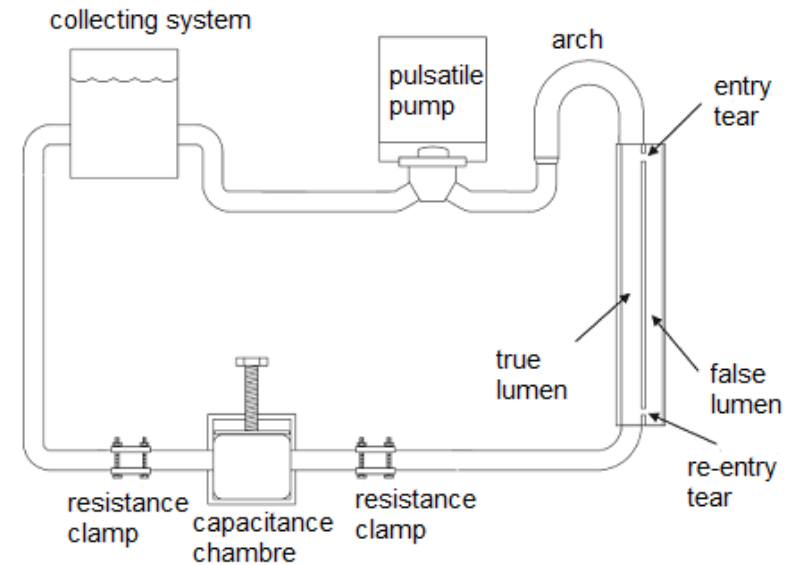 collecting system
pulsatile
pump
arch
entry
tear
true
lumen
false
lumen
re-entry
tear
resistance
clamp
capacitance
chambre
resistance
clamp